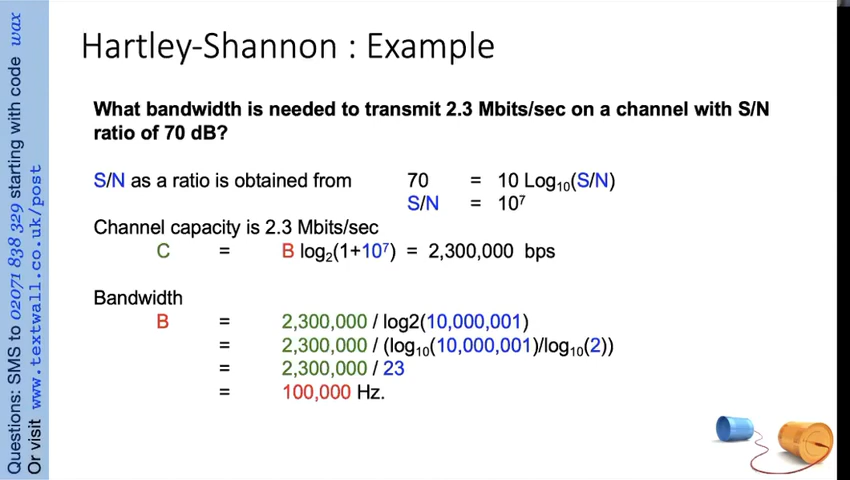 Hartley-Shannon : Example
What bandwidth is needed to transmit 2.3 Mbits/sec on a channel with S/N
ratio of 70 dB?
S/N as a ratio is obtained from 70 = 10 Log₁₀(S/N)
S/N = 10⁷
Channel capacity is 2.3 Mbits/sec
C = B log₂(1+10⁷) = 2,300,000 bps
Bandwidth
B = 2,300,000 / log2(10,000,001)
= 2,300,000 / (log₁₀(10,000,001)/log₁₀(2))
= 2,300,000 / 23
= 100,000 Hz.
Questions: SMS to 02071 838 329 starting with code wax
Or visit www.textwall.co.uk/post